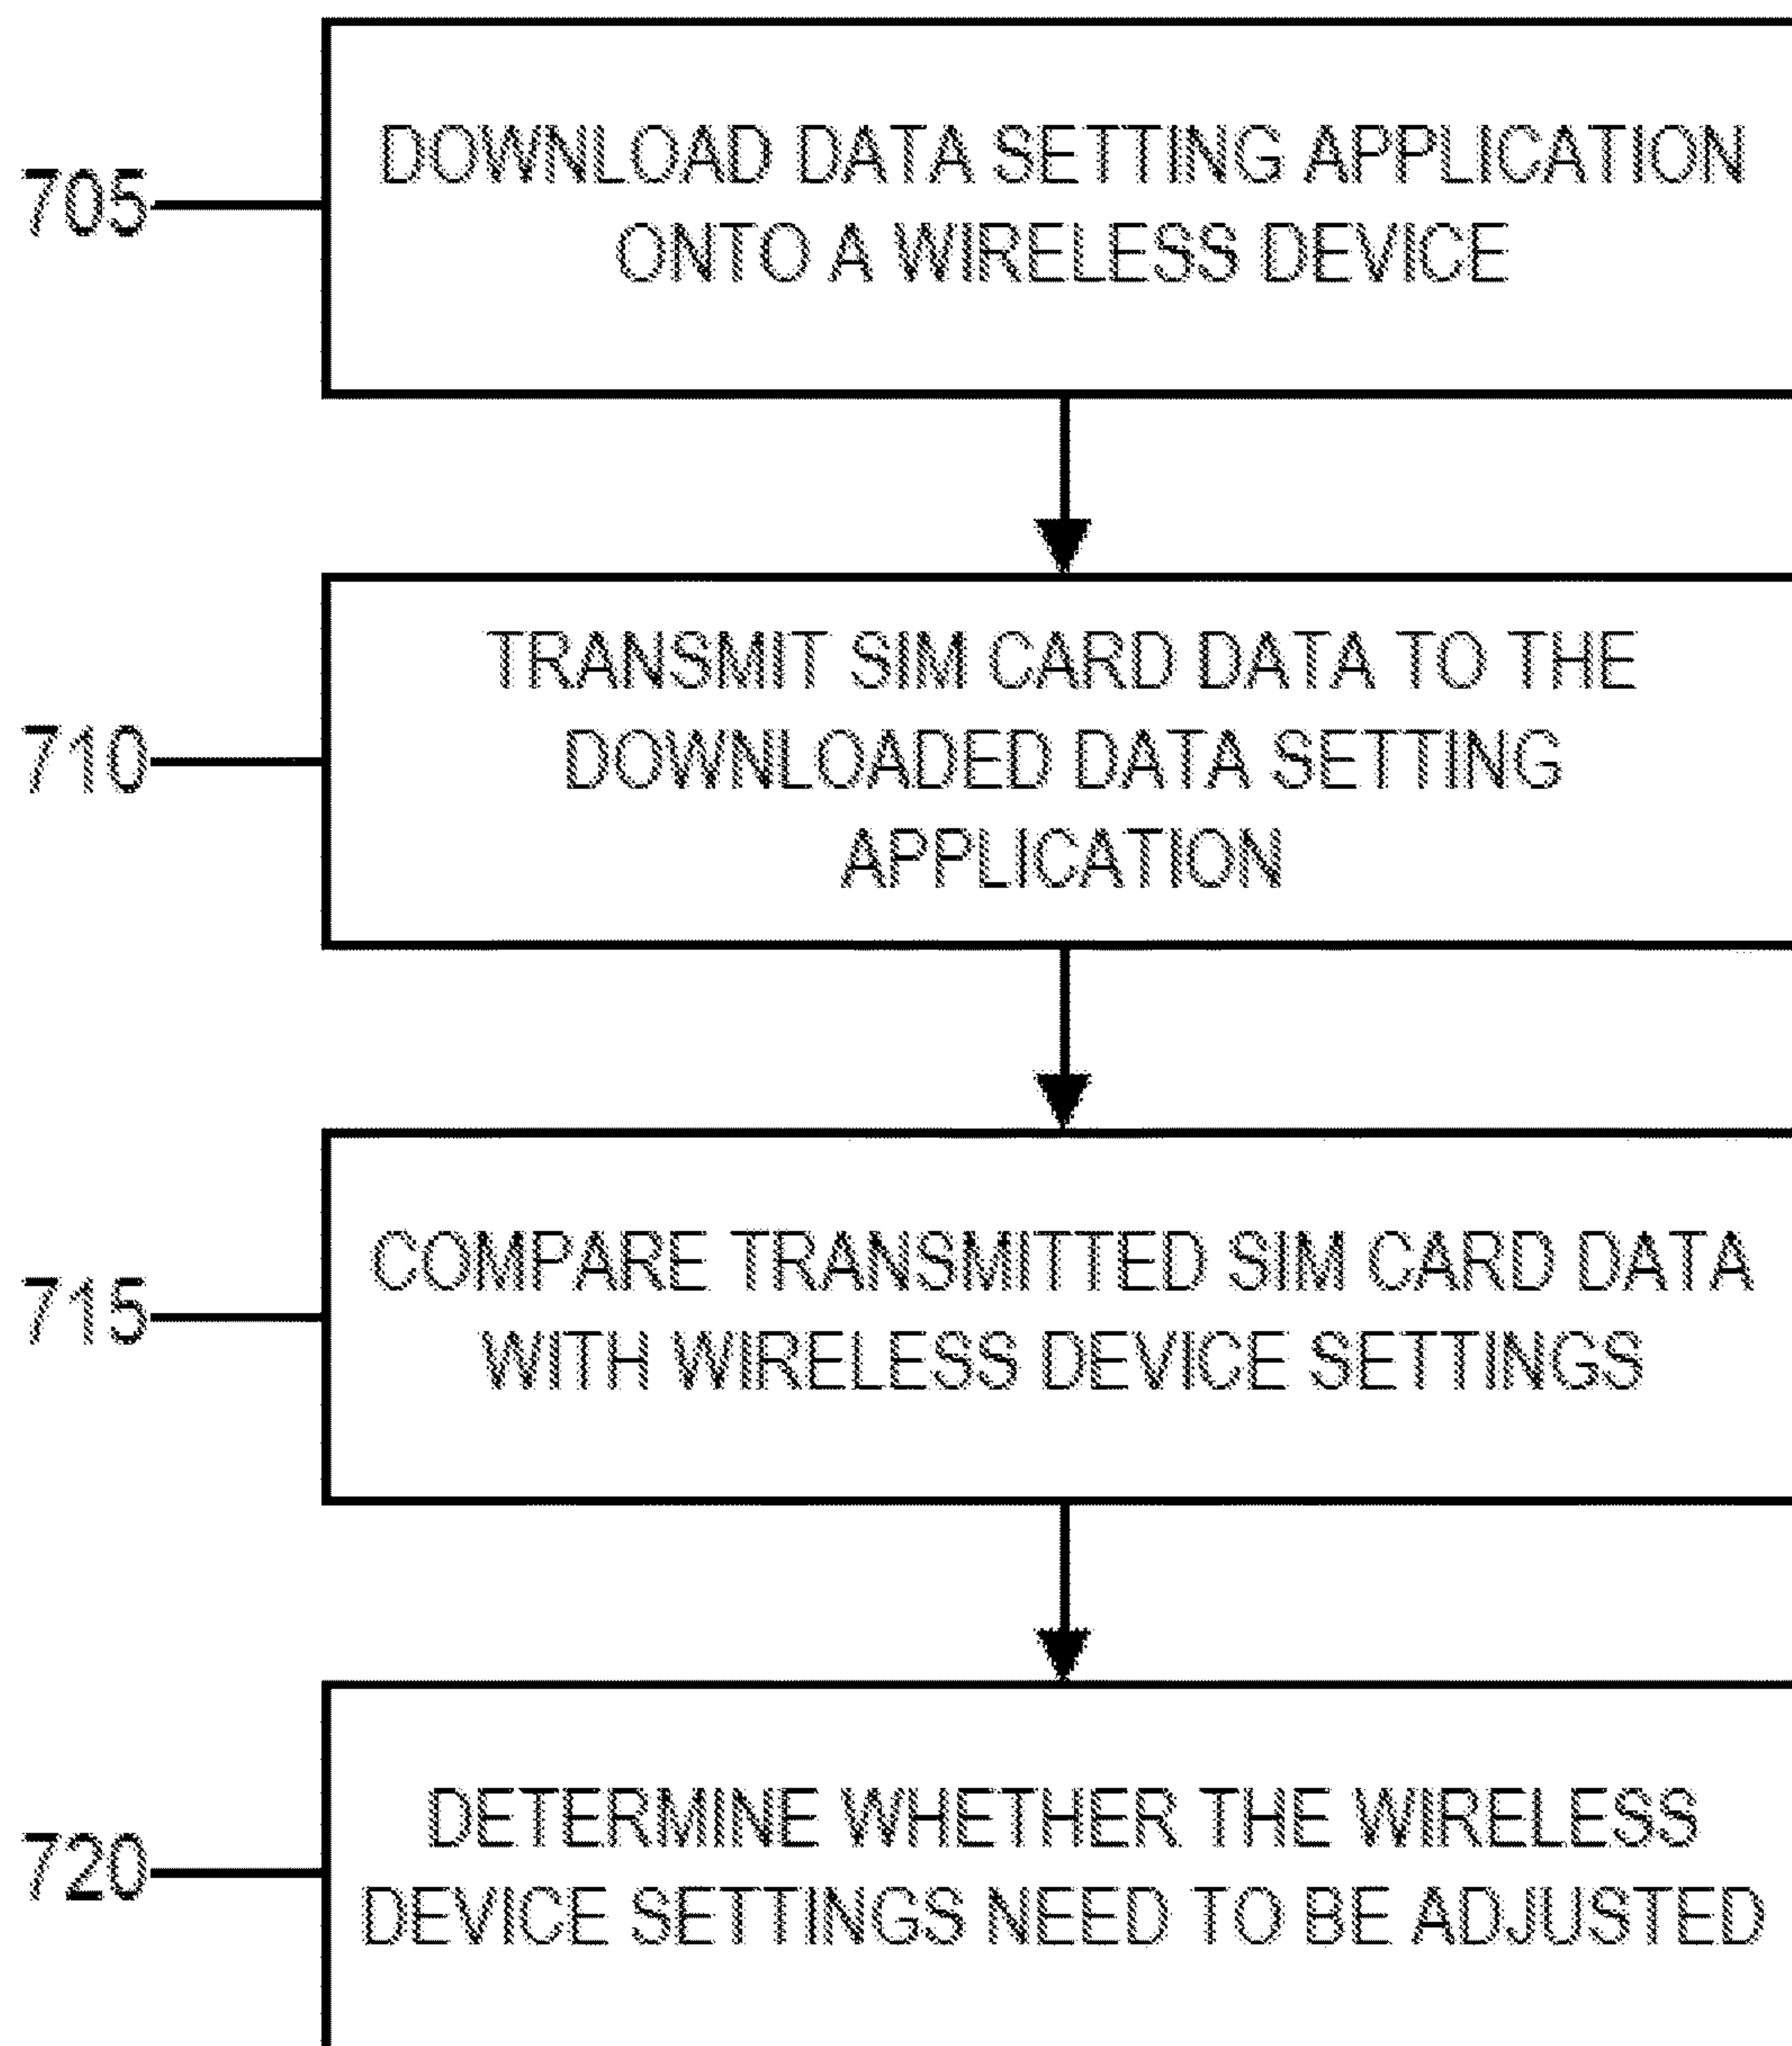 705
DOWNLOAD DATA SETTING APPLICATION
ONTO A WIRELESS DEVICE
710
TRANSMIT SIM CARD DATA TO THE
DOWNLOADED DATA SETTING
APPLICATION
715
COMPARE TRANSMITTED SIM CARD DATA
WITH WIRELESS DEVICE SETTINGS
720
DETERMINE WHETHER THE WIRELESS
DEVICE SETTINGS NEED TO BE ADJUSTED